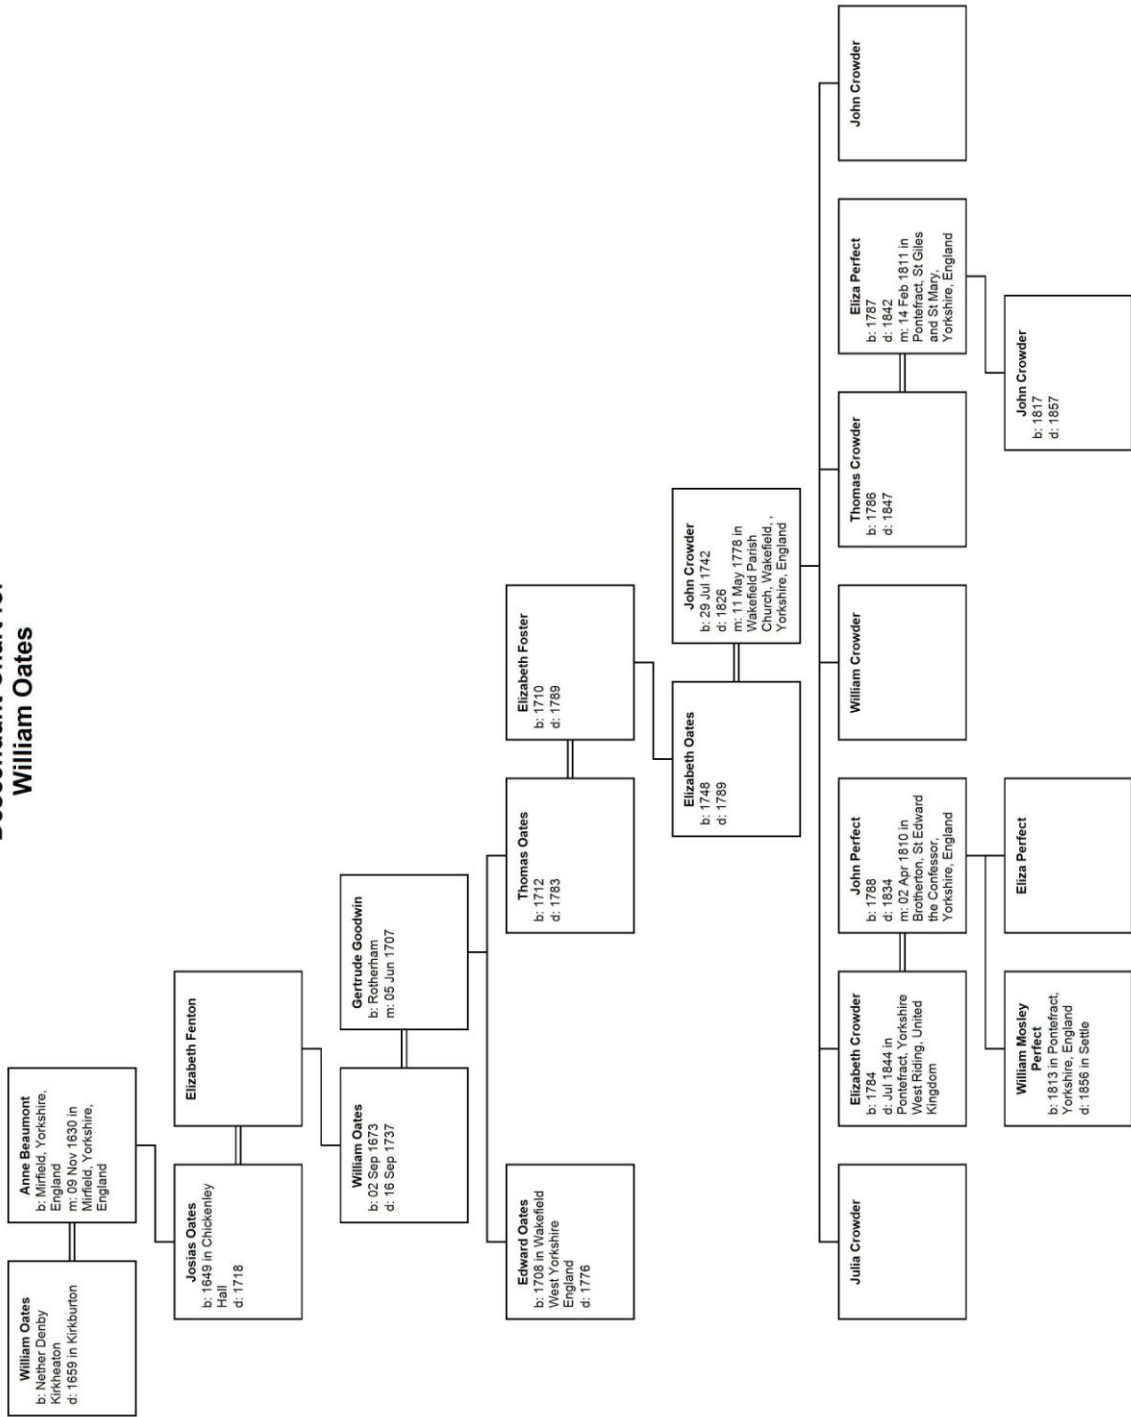 William Oates
William Oates
b: Nether Denby
Kirkheaton
d: 1659 in Kirkburton
Anne Beaumont
b: Mirfield, Yorkshire,
England
m: 09 Nov 1630 in
Mirfield, Yorkshire,
England
Josias Oates
b: 1649 in Chickenley
Hall
d: 1718
Elizabeth Fenton
William Oates
b: 02 Sep 1673
d: 16 Sep 1737
Gertrude Goodwin
b: Rotherham
m: 05 Jun 1707
Edward Oates
b: 1708 in Wakefield
West Yorkshire
England
d: 1776
Thomas Oates
b: 1712
d: 1783
Elizabeth Foster
b: 1710
d: 1789
Elizabeth Oates
b: 1748
d: 1789
John Crowder
b: 29 Jul 1742
d: 1826
m: 11 May 1778 in
Wakefield Parish
Church, Wakefield, ,
Yorkshire, England
Julia Crowder
Elizabeth Crowder
b: 1784
d: Jul 1844 in
Pontefract, Yorkshire
West Riding, United
Kingdom
John Perfect
b: 1788
d: 1834
m: 02 Apr 1810 in
Brotherton, St Edward
the Confessor,
Yorkshire, England
William Crowder
Thomas Crowder
b: 1786
d: 1847
Eliza Perfect
b: 1787
d: 1842
m: 14 Feb 1811 in
Pontefract, St Giles
and St Mary,
Yorkshire, England
John Crowder
William Mosley
Perfect
b: 1813 in Pontefract,
Yorkshire, England
d: 1856 in Settle
Eliza Perfect
John Crowder
b: 1817
d: 1857